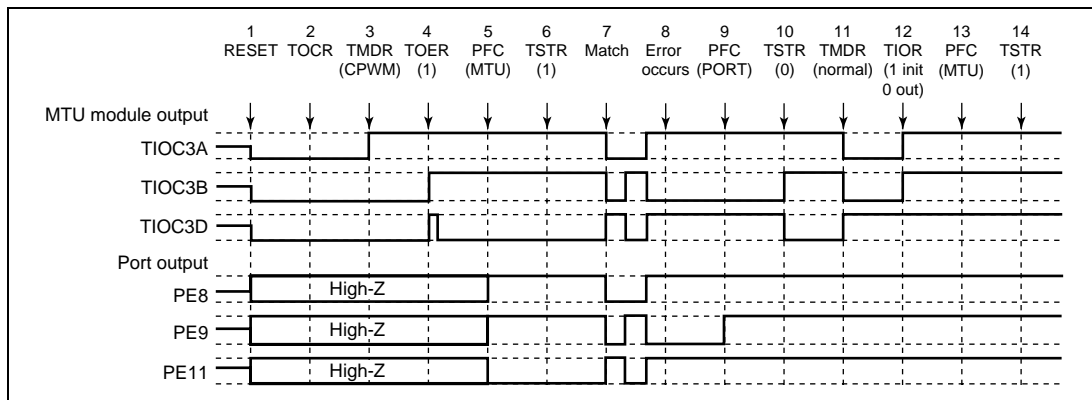 1 2 3 4 5 6 7 8 9 10 11 12 13 14
RESET TOCR TMDR TOER PFC TSTR Match Error PFC TSTR TMDR TIOR PFC TSTR
(CPWM) (1) (MTU) (1) occurs (PORT) (0) (normal) (1 init (MTU) (1)
0 out)
MTU module output
TIOC3A
TIOC3B
TIOC3D
Port output
PE8 High-Z
PE9 High-Z
PE11 High-Z